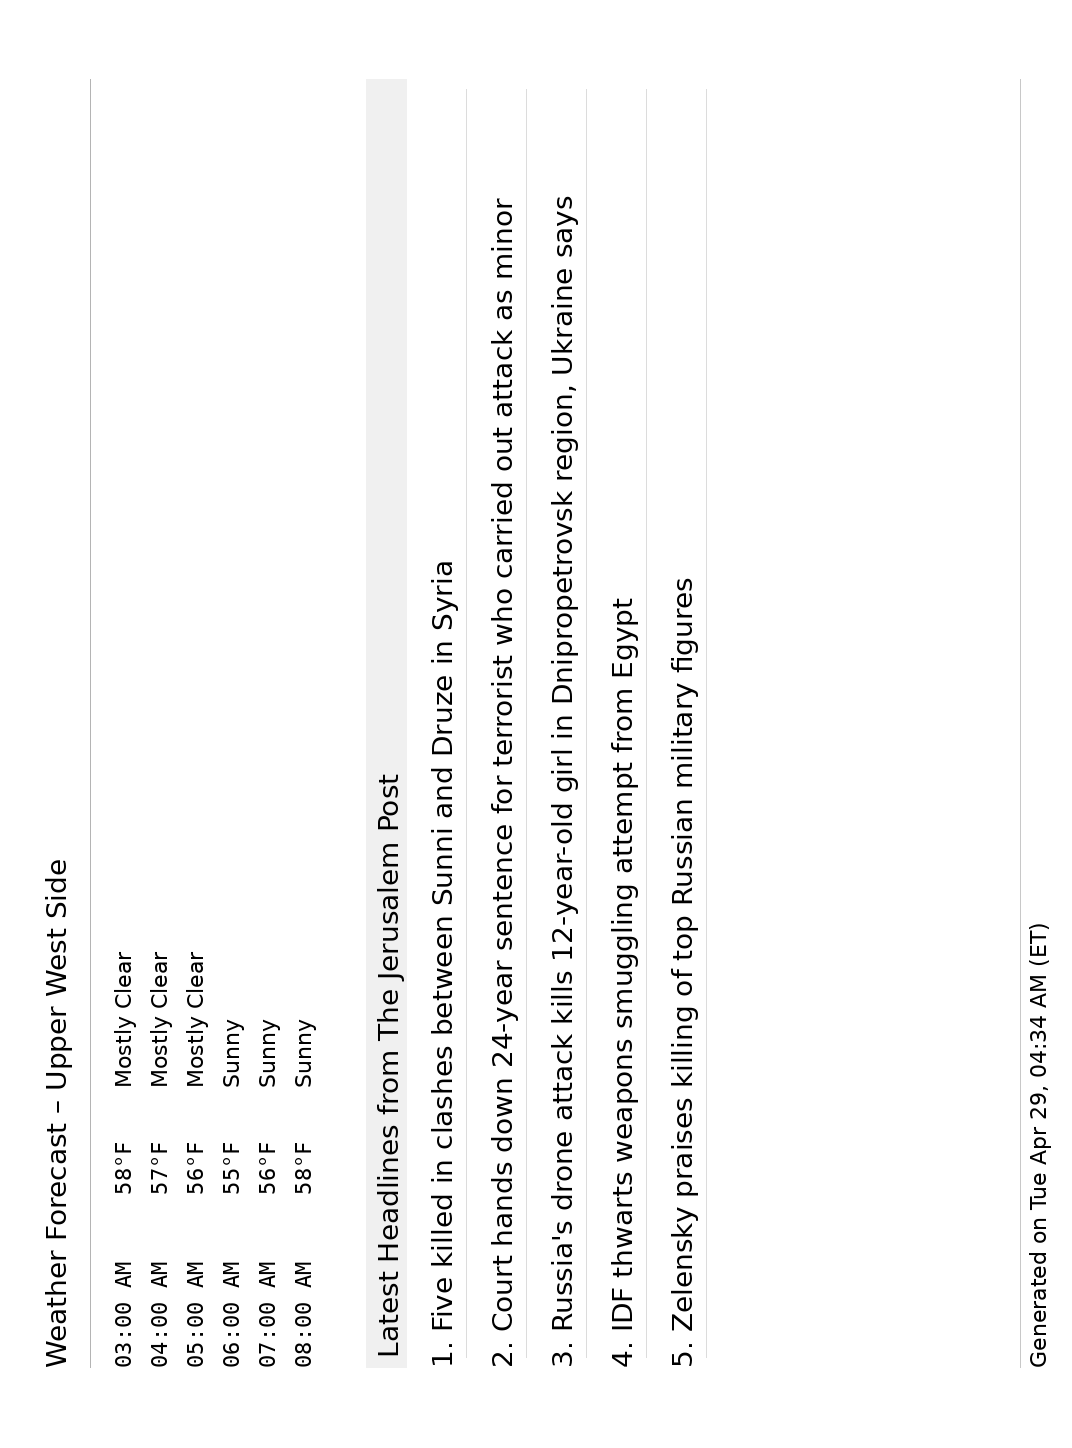 Weather Forecast – Upper West Side
03:00 AM 58°F Mostly Clear
04:00 AM 57°F Mostly Clear
05:00 AM 56°F Mostly Clear
06:00 AM 55°F Sunny
07:00 AM 56°F Sunny
08:00 AM 58°F Sunny
Latest Headlines from The Jerusalem Post
1. Five killed in clashes between Sunni and Druze in Syria
2. Court hands down 24-year sentence for terrorist who carried out attack as minor
3. Russia's drone attack kills 12-year-old girl in Dnipropetrovsk region, Ukraine says
4. IDF thwarts weapons smuggling attempt from Egypt
5. Zelensky praises killing of top Russian military figures
Generated on Tue Apr 29, 04:34 AM (ET)